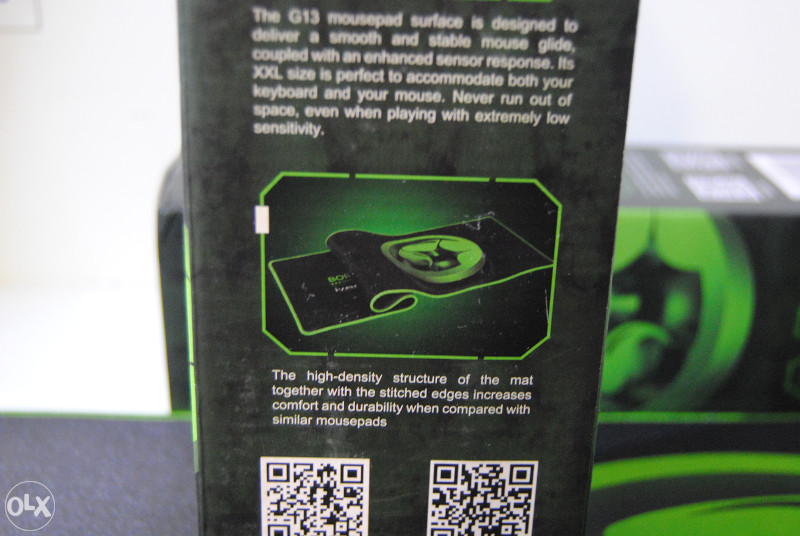 The G13 mousepad surface is designed to
deliver a smooth and stable mouse glide,
coupled with an enhanced sensor response. Its
XXL size is perfect to accommodate both your
keyboard and your mouse. Never run out of
space, even when playing with extremely low
sensitivity.
The high-density structure of the mat
together with the stitched edges increases
comfort and durability when compared with
similar mousepads
OLX